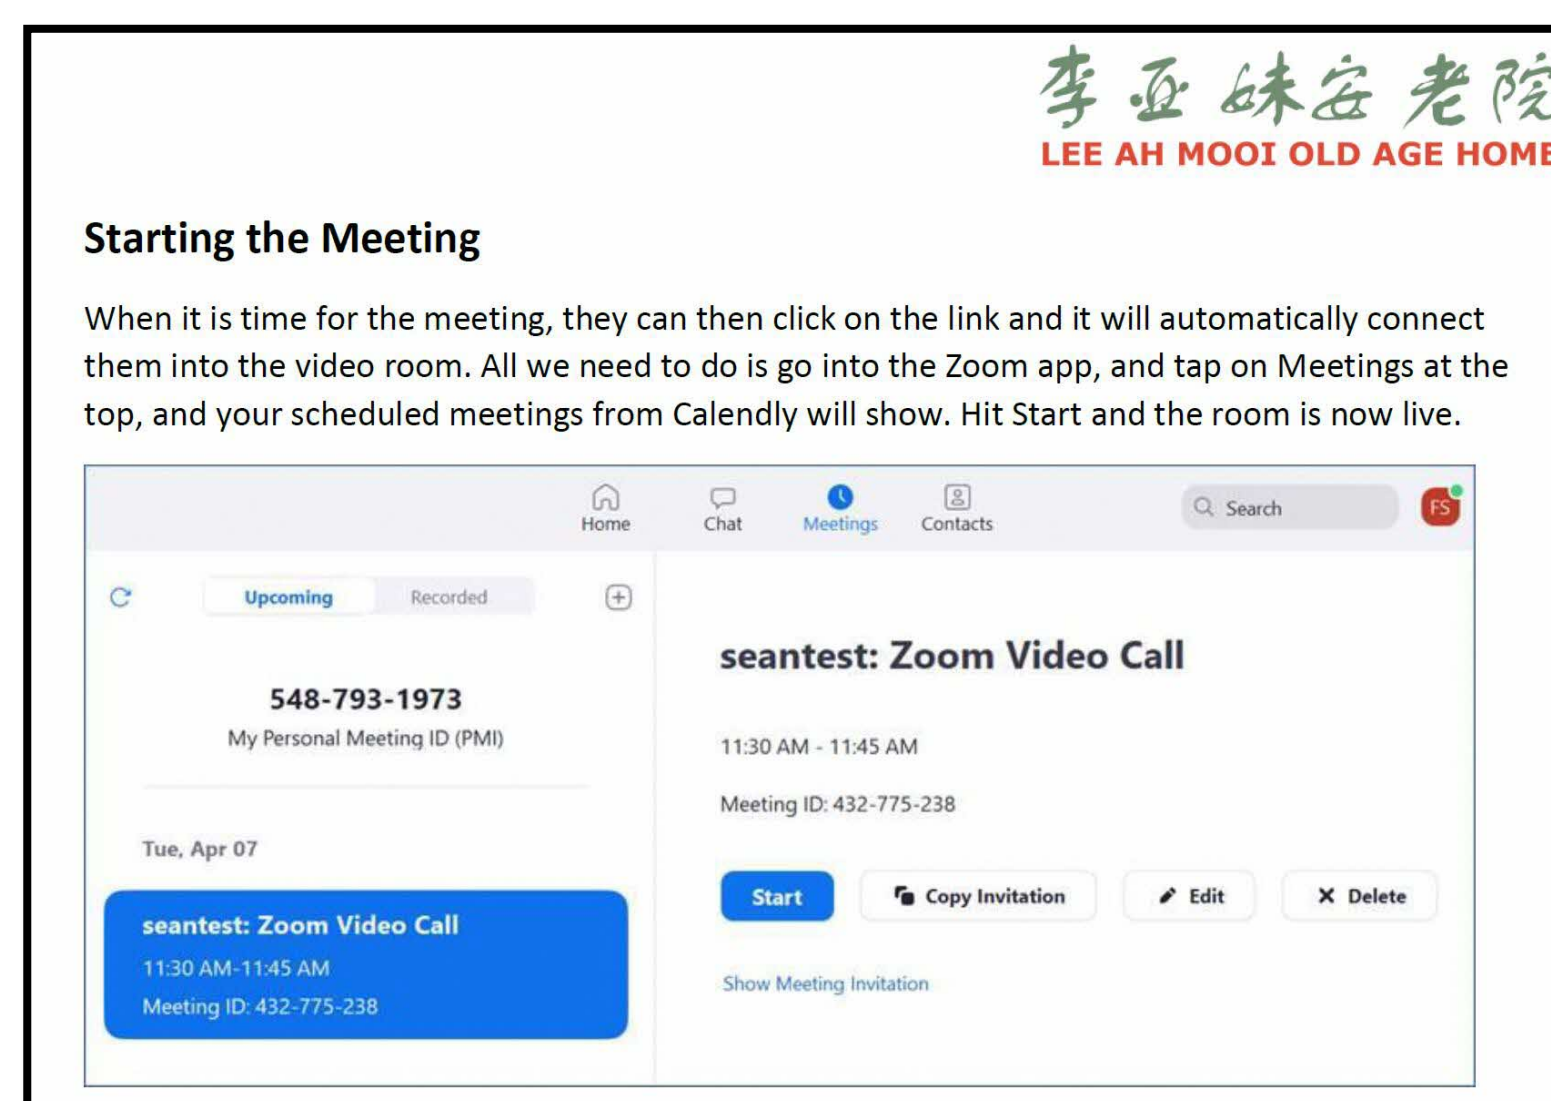 李亚妹安老院
LEE AH MOOI OLD AGE HOME
Starting the Meeting
When it is time for the meeting, they can then click on the link and it will automatically connect
them into the video room. All we need to do is go into the Zoom app, and tap on Meetings at the
top, and your scheduled meetings from Calendly will show. Hit Start and the room is now live.
Home
Chat
Meetings
Contacts
Search
FS
Upcoming
Recorded
548-793-1973
My Personal Meeting ID (PMI)
Tue, Apr 07
seantest: Zoom Video Call
11:30 AM-11:45 AM
Meeting ID: 432-775-238
seantest: Zoom Video Call
11:30 AM - 11:45 AM
Meeting ID: 432-775-238
Start
Copy Invitation
Edit
Delete
Show Meeting Invitation